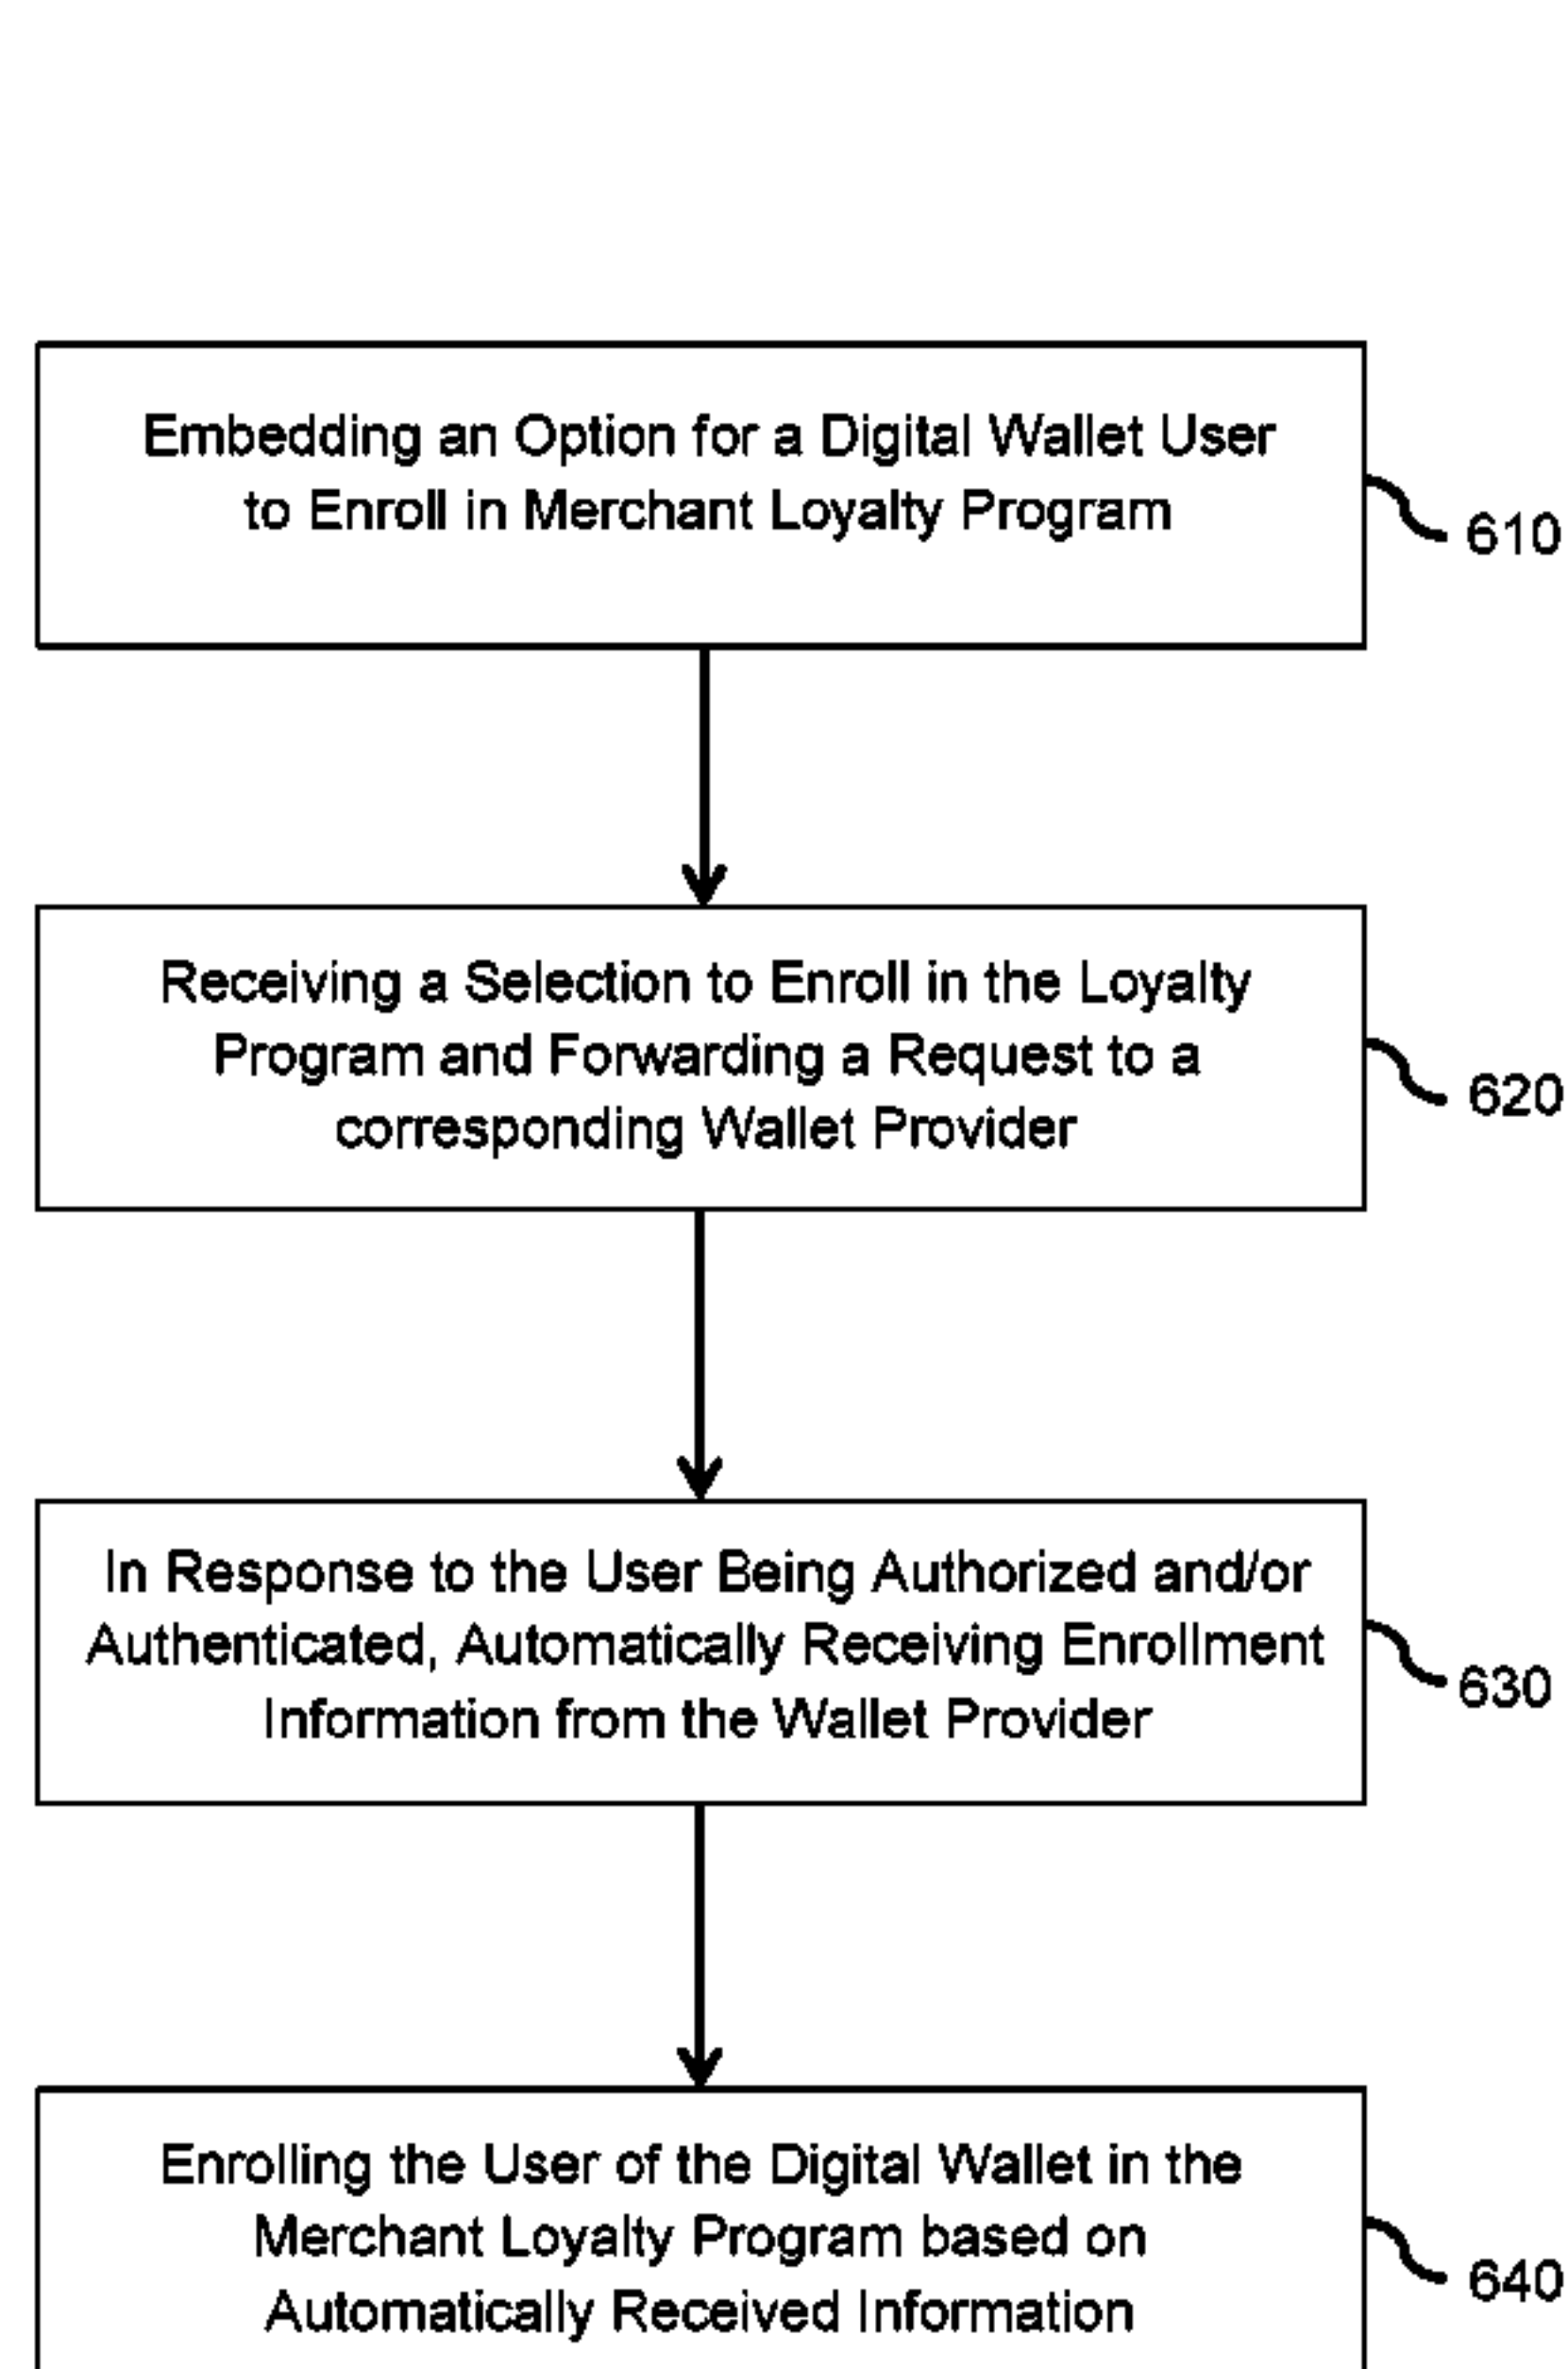 Embedding an Option for a Digital Wallet User
to Enroll in Merchant Loyalty Program
610
Receiving a Selection to Enroll in the Loyalty
Program and Forwarding a Request to a
corresponding Wallet Provider
620
In Response to the User Being Authorized and/or
Authenticated, Automatically Receiving Enrollment
Information from the Wallet Provider
630
Enrolling the User of the Digital Wallet in the
Merchant Loyalty Program based on
Automatically Received Information
640